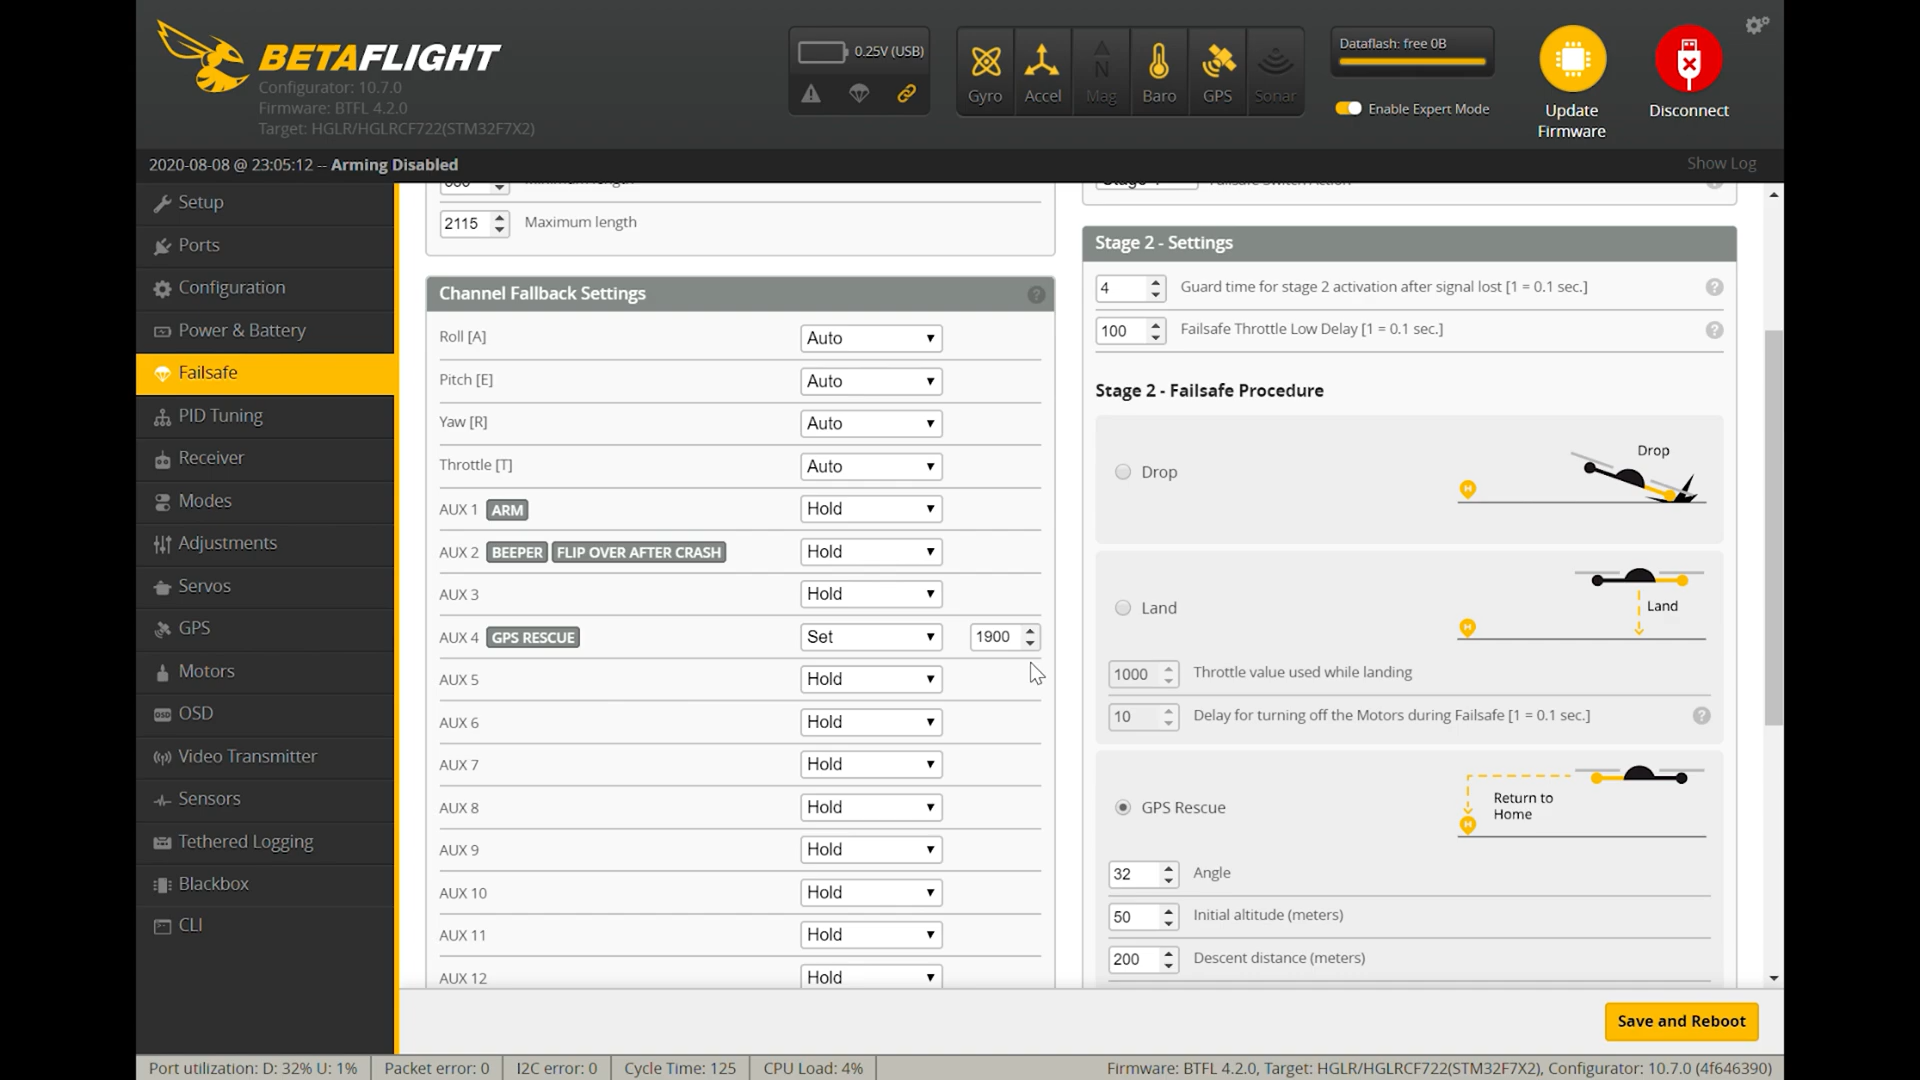 BETAFLIGHT
Configurator: 10.7.0
Firmware: BTFL 4.2.0
Target: HGLR/HGLRCF722(STM32F7X2)
0.25V (USB)
Gyro
Accel
Mag
Baro
GPS
Sonar
Dataflash: free 0B
Enable Expert Mode
Update
Firmware
Disconnect
2020-08-08 @ 23:05:12 -- Arming Disabled
Show Log
Setup
Ports
Configuration
Power & Battery
Failsafe
PID Tuning
Receiver
Modes
Adjustments
Servos
GPS
Motors
OSD
Video Transmitter
Sensors
Tethered Logging
Blackbox
CLI
2115 Maximum length
Channel Fallback Settings
Roll [A] Auto
Pitch [E] Auto
Yaw [R] Auto
Throttle [T] Auto
AUX 1 ARM Hold
AUX 2 BEEPER FLIP OVER AFTER CRASH Hold
AUX 3 Hold
AUX 4 GPS RESCUE Set 1900
AUX 5 Hold
AUX 6 Hold
AUX 7 Hold
AUX 8 Hold
AUX 9 Hold
AUX 10 Hold
AUX 11 Hold
AUX 12 Hold
Stage 2 - Settings
4 Guard time for stage 2 activation after signal lost [1 = 0.1 sec.]
100 Failsafe Throttle Low Delay [1 = 0.1 sec.]
Stage 2 - Failsafe Procedure
Drop
Drop
H
Land
Land
H
1000 Throttle value used while landing
10 Delay for turning off the Motors during Failsafe [1 = 0.1 sec.]
GPS Rescue
Return to
Home
H
32 Angle
50 Initial altitude (meters)
200 Descent distance (meters)
Save and Reboot
Port utilization: D: 32% U: 1%
Packet error: 0
I2C error: 0
Cycle Time: 125
CPU Load: 4%
Firmware: BTFL 4.2.0, Target: HGLR/HGLRCF722(STM32F7X2), Configurator: 10.7.0 (4f646390)